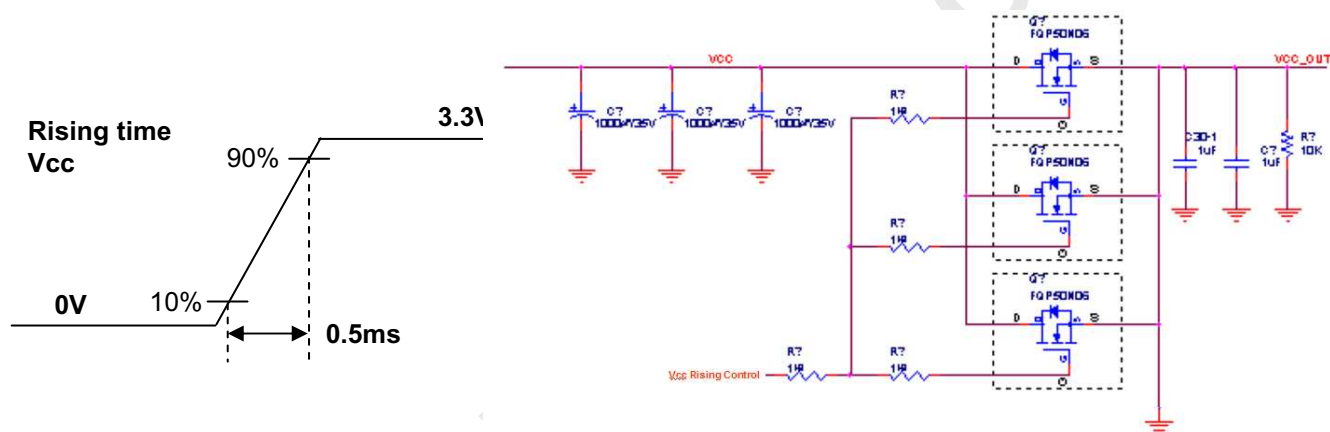 Rising time
Vcc
0V
10%
90%
3.3V
0.5ms
VCC
C?
1000uF/35V
C?
1000uF/35V
C?
1000uF/35V
R?
1K
Q?
FQP50N06
D
S
G
VCC_OUT
C30-1
1uF
C?
1uF
R?
10K
R?
1K
Q?
FQP50N06
D
S
G
R?
1K
R?
1K
Q?
FQP50N06
D
S
G
Vcc Rising Control